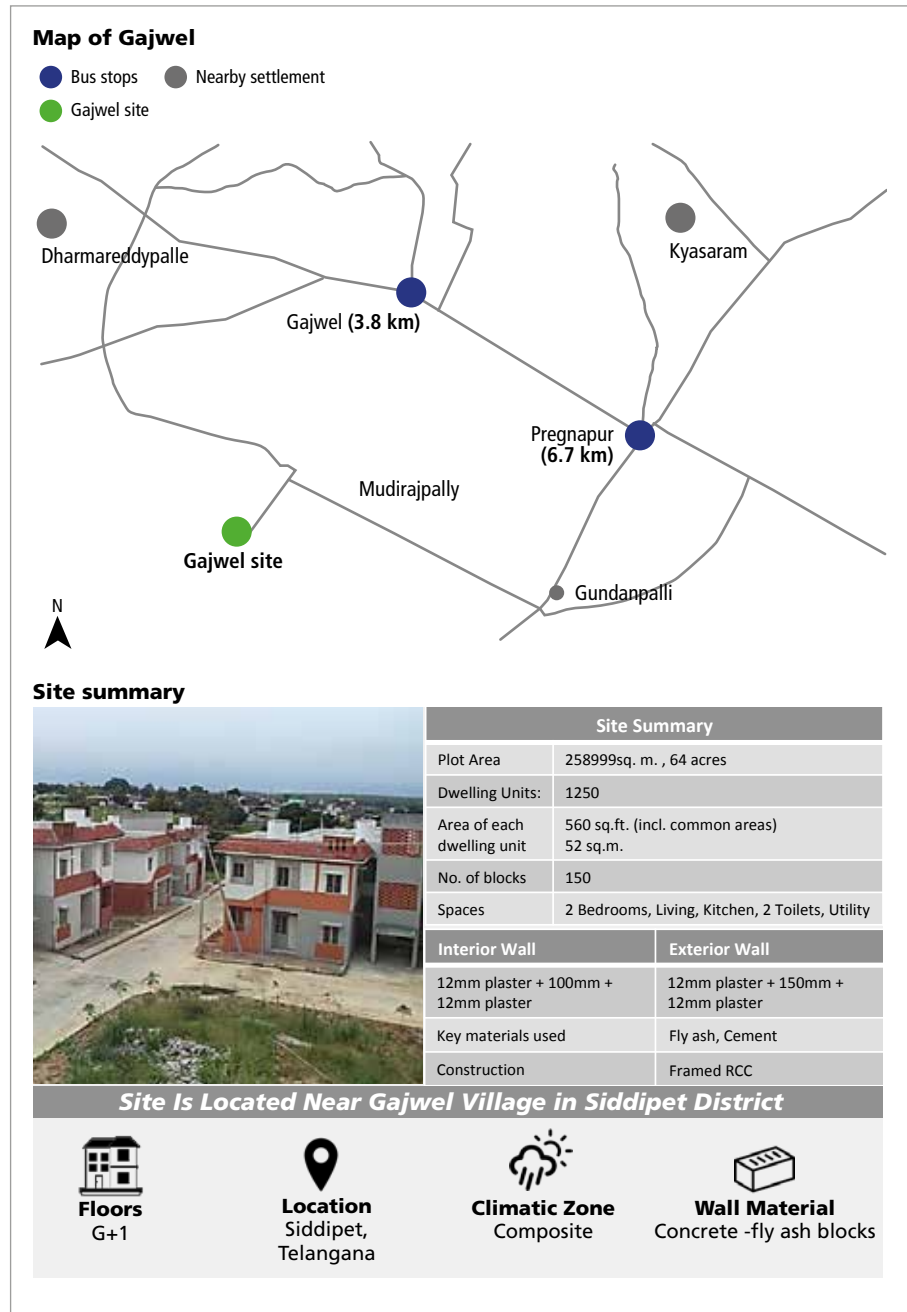 Map of Gajwel
Bus stops
Nearby settlement
Gajwel site
Dharmareddypalle
Kyasaram
Gajwel (3.8 km)
Pregnapur
(6.7 km)
Mudirajpally
Gajwel site
Gundanpalli
N
Site summary
Site Summary
Plot Area 258999sq. m. , 64 acres
Dwelling Units: 1250
Area of each
dwelling unit
560 sq.ft. (incl. common areas)
52 sq.m.
No. of blocks 150
Spaces 2 Bedrooms, Living, Kitchen, 2 Toilets, Utility
Interior Wall Exterior Wall
12mm plaster + 100mm +
12mm plaster
12mm plaster + 150mm +
12mm plaster
Key materials used Fly ash, Cement
Construction Framed RCC
Site Is Located Near Gajwel Village in Siddipet District
Floors
G+1
Location
Siddipet,
Telangana
Climatic Zone
Composite
Wall Material
Concrete -fly ash blocks